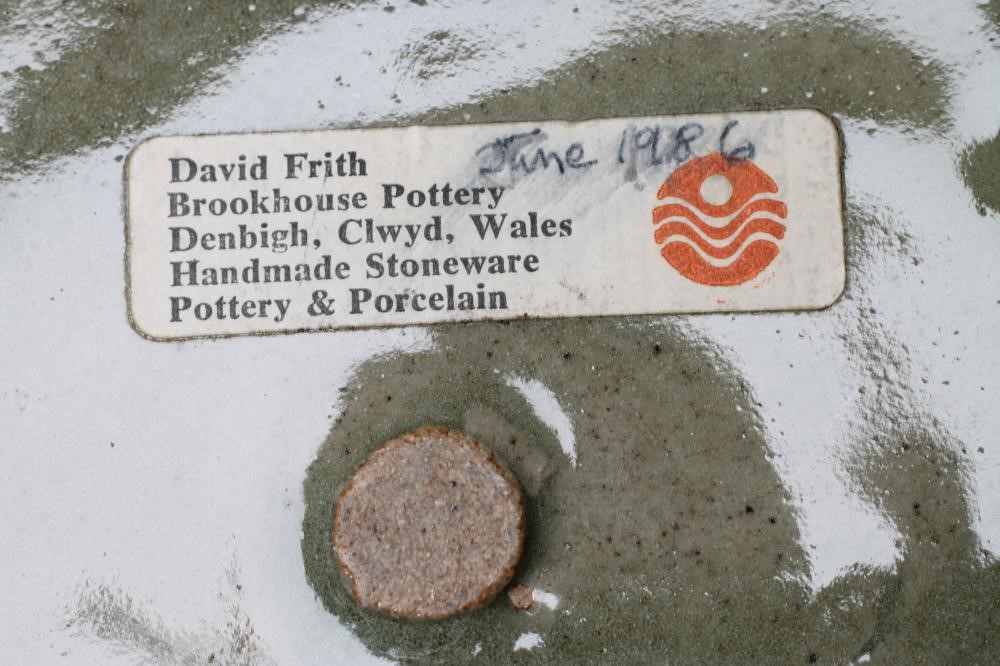 June 1986
David Frith
Brookhouse Pottery
Denbigh, Clwyd, Wales
Handmade Stoneware
Pottery & Porcelain